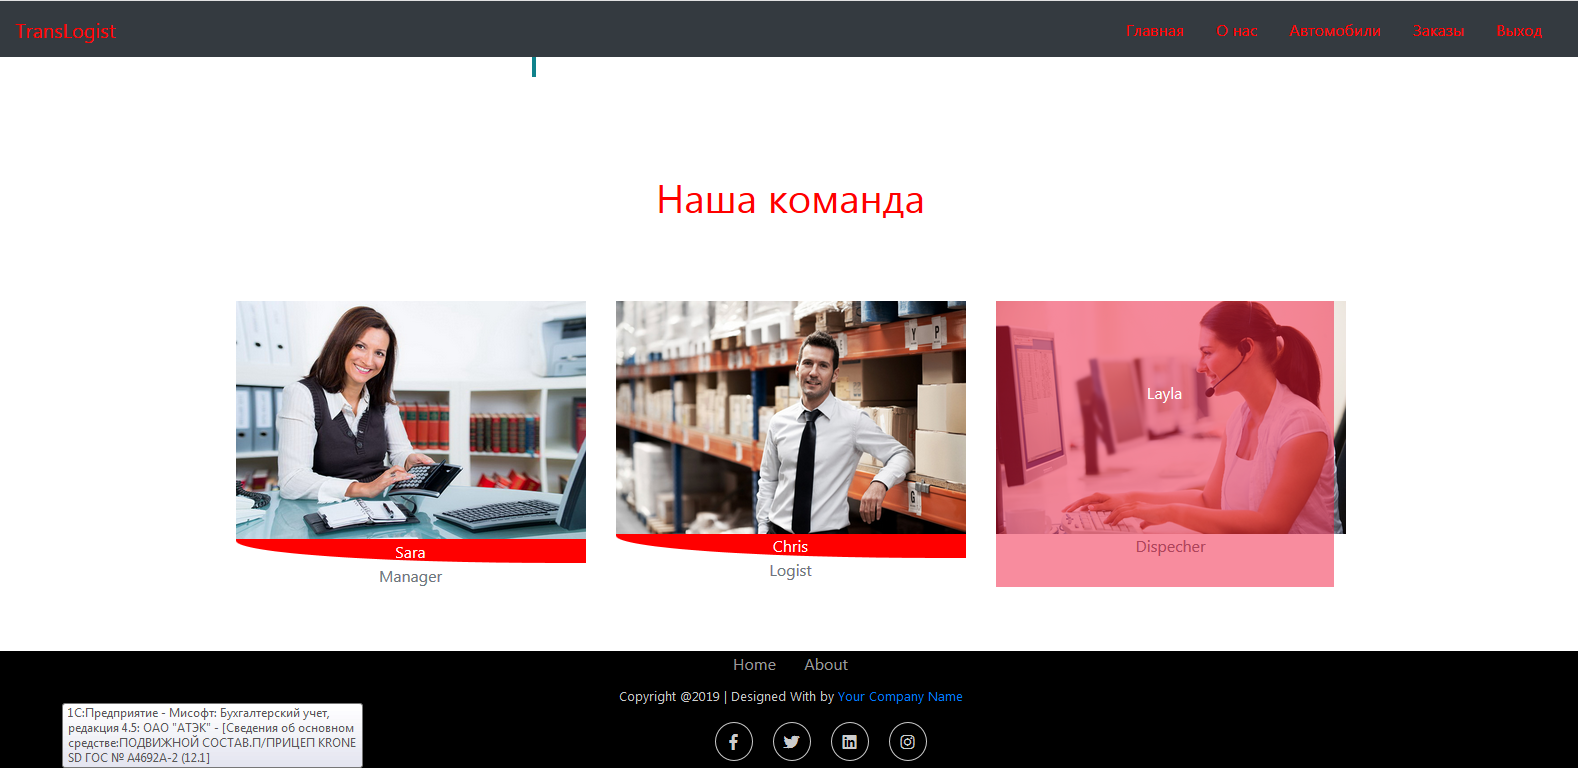 TransLogist
Главная О нас Автомобили Заказы Выход
Наша команда
Y P
G
Layla
Sara
Manager
Chris
Logist
Dispecher
Home About
Copyright @2019 | Designed With by Your Company Name
1С:Предприятие - Мисофт: Бухгалтерский учет,
редакция 4.5: ОАО "АТЭК" - [Сведения об основном
средстве:ПОДВИЖНОЙ СОСТАВ.П/ПРИЦЕП KRONE
SD ГОС № А4692А-2 (12.1]